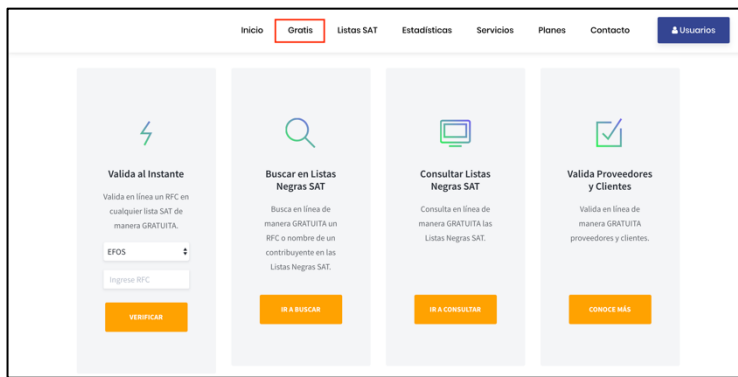 Inicio Gratis Listas SAT Estadísticas Servicios Planes Contacto Usuarios
Valida al Instante
Valida en línea un RFC en
cualquier lista SAT de
manera GRATUITA.
EFOS
Ingrese RFC
VERIFICAR
Buscar en Listas
Negras SAT
Busca en línea de
manera GRATUITA un
RFC o nombre de un
contribuyente en las
Listas Negras SAT.
IR A BUSCAR
Consultar Listas
Negras SAT
Consulta en línea de
manera GRATUITA las
Listas Negras SAT.
IR A CONSULTAR
Valida Proveedores
y Clientes
Valida en línea de
manera GRATUITA
proveedores y clientes.
CONOCE MÁS